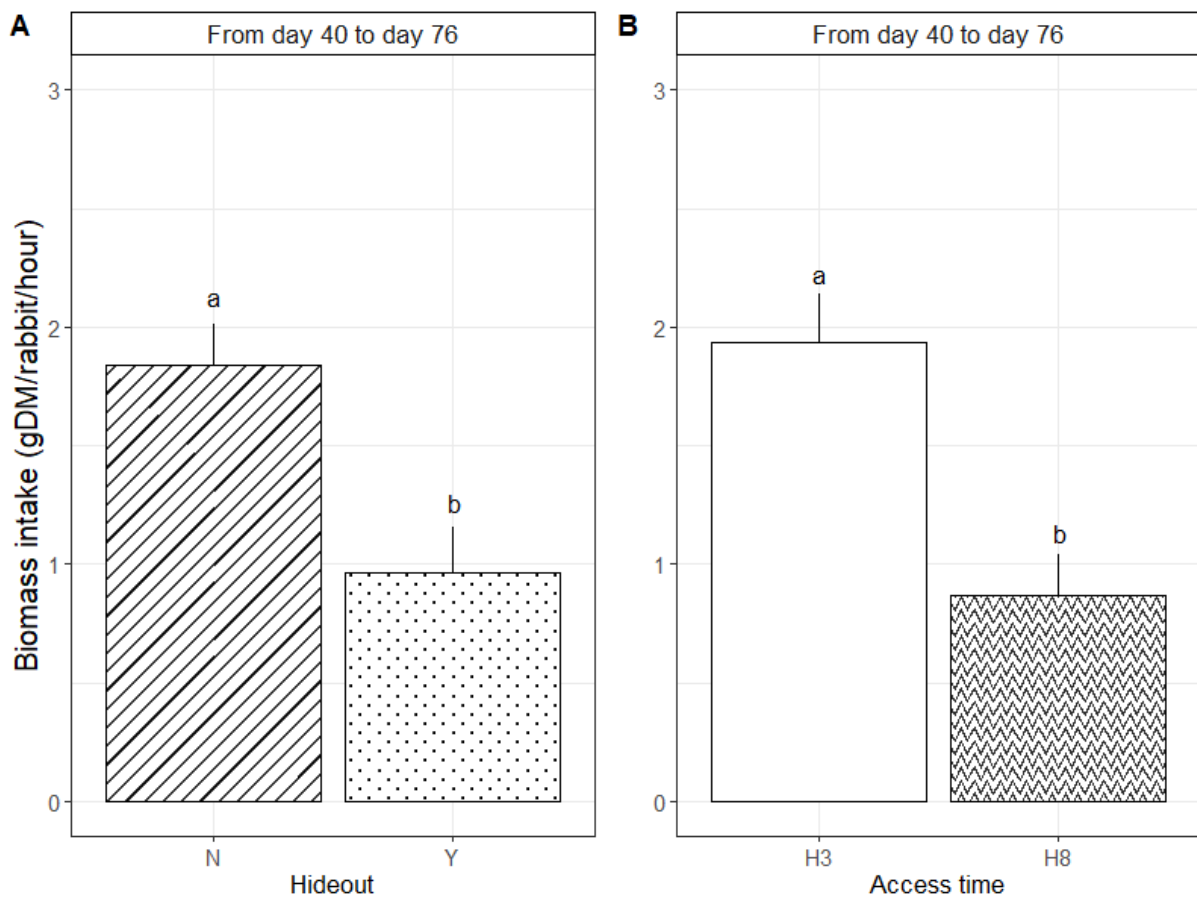 A
From day 40 to day 76
Biomass intake (gDM/rabbit/hour)
3
2
1
0
a
b
N
Y
Hideout
B
From day 40 to day 76
3
2
1
0
a
b
H3
H8
Access time